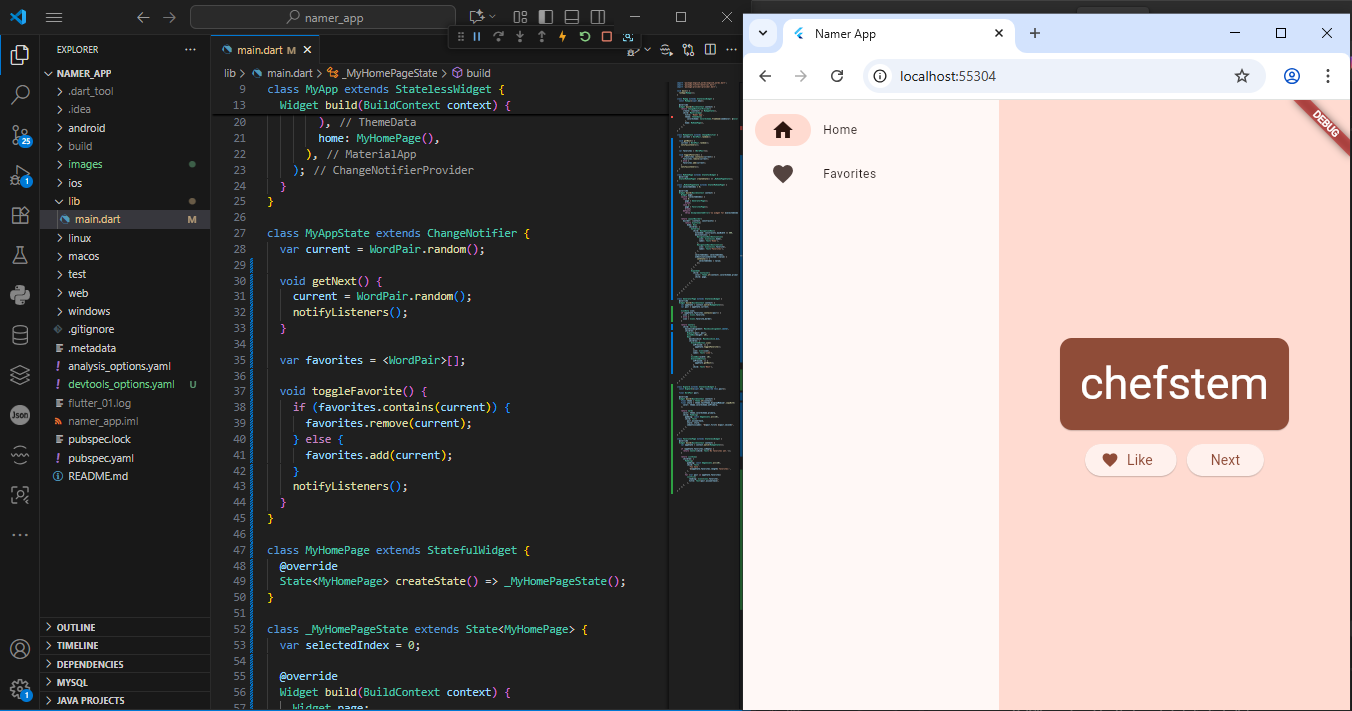 namer_app
EXPLORER
NAMER_APP
.dart_tool
.idea
android
build
images
ios
lib
main.dart M
linux
macos
test
web
windows
.gitignore
.metadata
analysis_options.yaml
devtools_options.yaml U
flutter_01.log
namer_app.iml
pubspec.lock
pubspec.yaml
README.md
OUTLINE
TIMELINE
DEPENDENCIES
MYSQL
JAVA PROJECTS
25
1
Json
1
main.dart M
lib > main.dart > _MyHomePageState > build
9 class MyApp extends StatelessWidget {
13 Widget build(BuildContext context) {
20 ), // ThemeData
21 home: MyHomePage(),
22 ), // MaterialApp
23 ); // ChangeNotifierProvider
24 }
25 }
26
27 class MyAppState extends ChangeNotifier {
28 var current = WordPair.random();
29
30 void getNext() {
31 current = WordPair.random();
32 notifyListeners();
33 }
34
35 var favorites = <WordPair>[];
36
37 void toggleFavorite() {
38 if (favorites.contains(current)) {
39 favorites.remove(current);
40 } else {
41 favorites.add(current);
42 }
43 notifyListeners();
44 }
45 }
46
47 class MyHomePage extends StatefulWidget {
48 @override
49 State<MyHomePage> createState() => _MyHomePageState();
50 }
51
52 class _MyHomePageState extends State<MyHomePage> {
53 var selectedIndex = 0;
54
55 @override
56 Widget build(BuildContext context) {
57 Widget page;
Namer App
localhost:55304
Home
Favorites
DEBUG
chefstem
Like
Next